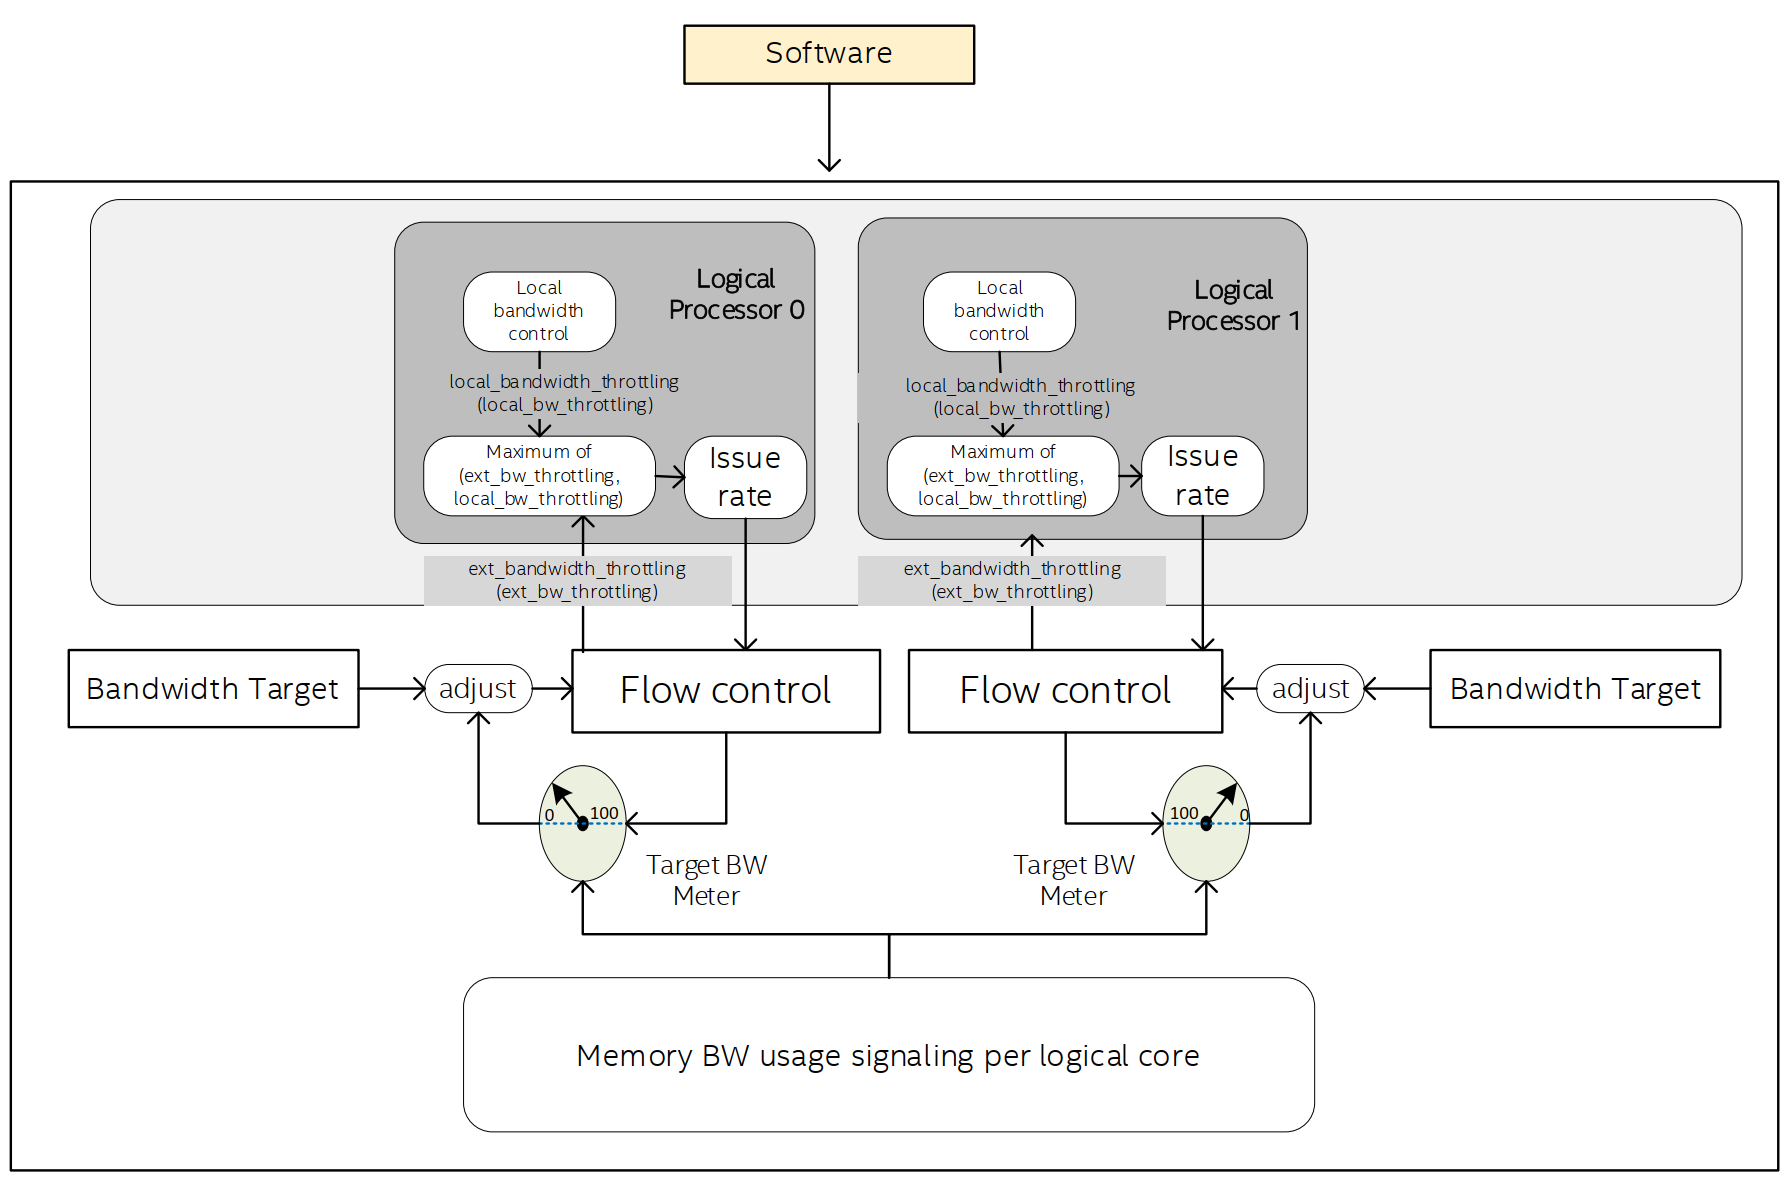 Software
Logical
Processor 0
Local
bandwidth
control
local_bandwidth_throttling
(local_bw_throttling)
Maximum of
(ext_bw_throttling,
local_bw_throttling)
Issue
rate
ext_bandwidth_throttling
(ext_bw_throttling)
Logical
Processor 1
Local
bandwidth
control
local_bandwidth_throttling
(local_bw_throttling)
Maximum of
(ext_bw_throttling,
local_bw_throttling)
Issue
rate
ext_bandwidth_throttling
(ext_bw_throttling)
Bandwidth Target
adjust
Flow control
Flow control
adjust
Bandwidth Target
0 100
Target BW
Meter
100 0
Target BW
Meter
Memory BW usage signaling per logical core